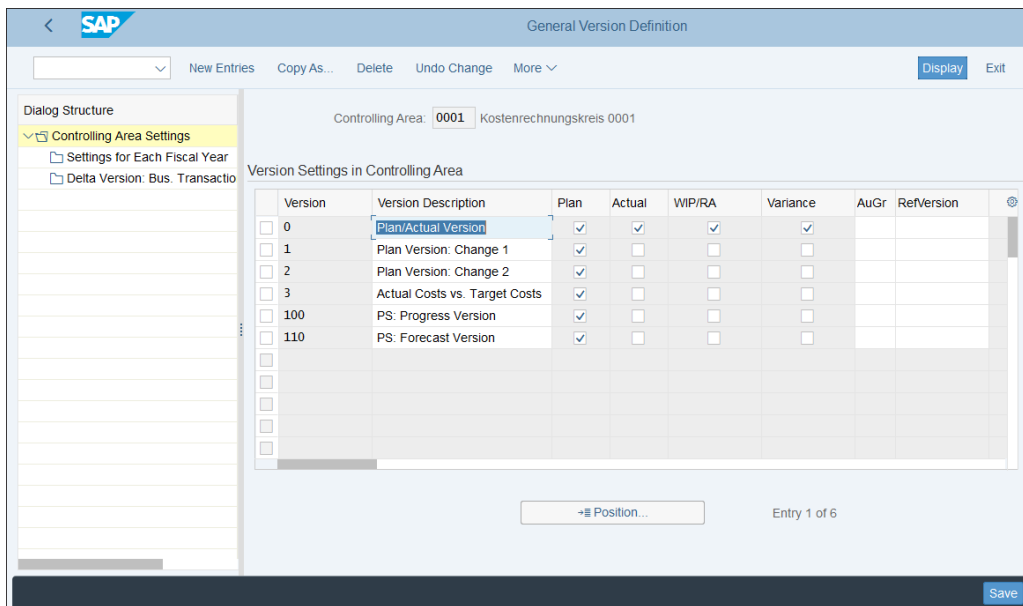 SAP General Version Definition
New Entries Copy As... Delete Undo Change More Display Exit
Dialog Structure
Controlling Area Settings
Settings for Each Fiscal Year
Delta Version: Bus. Transactio
Controlling Area: 0001 Kostenrechnungskreis 0001
Version Settings in Controlling Area
Version Version Description Plan Actual WIP/RA Variance AuGr RefVersion
0 Plan/Actual Version
1 Plan Version: Change 1
2 Plan Version: Change 2
3 Actual Costs vs. Target Costs
100 PS: Progress Version
110 PS: Forecast Version
Position... Entry 1 of 6
Save